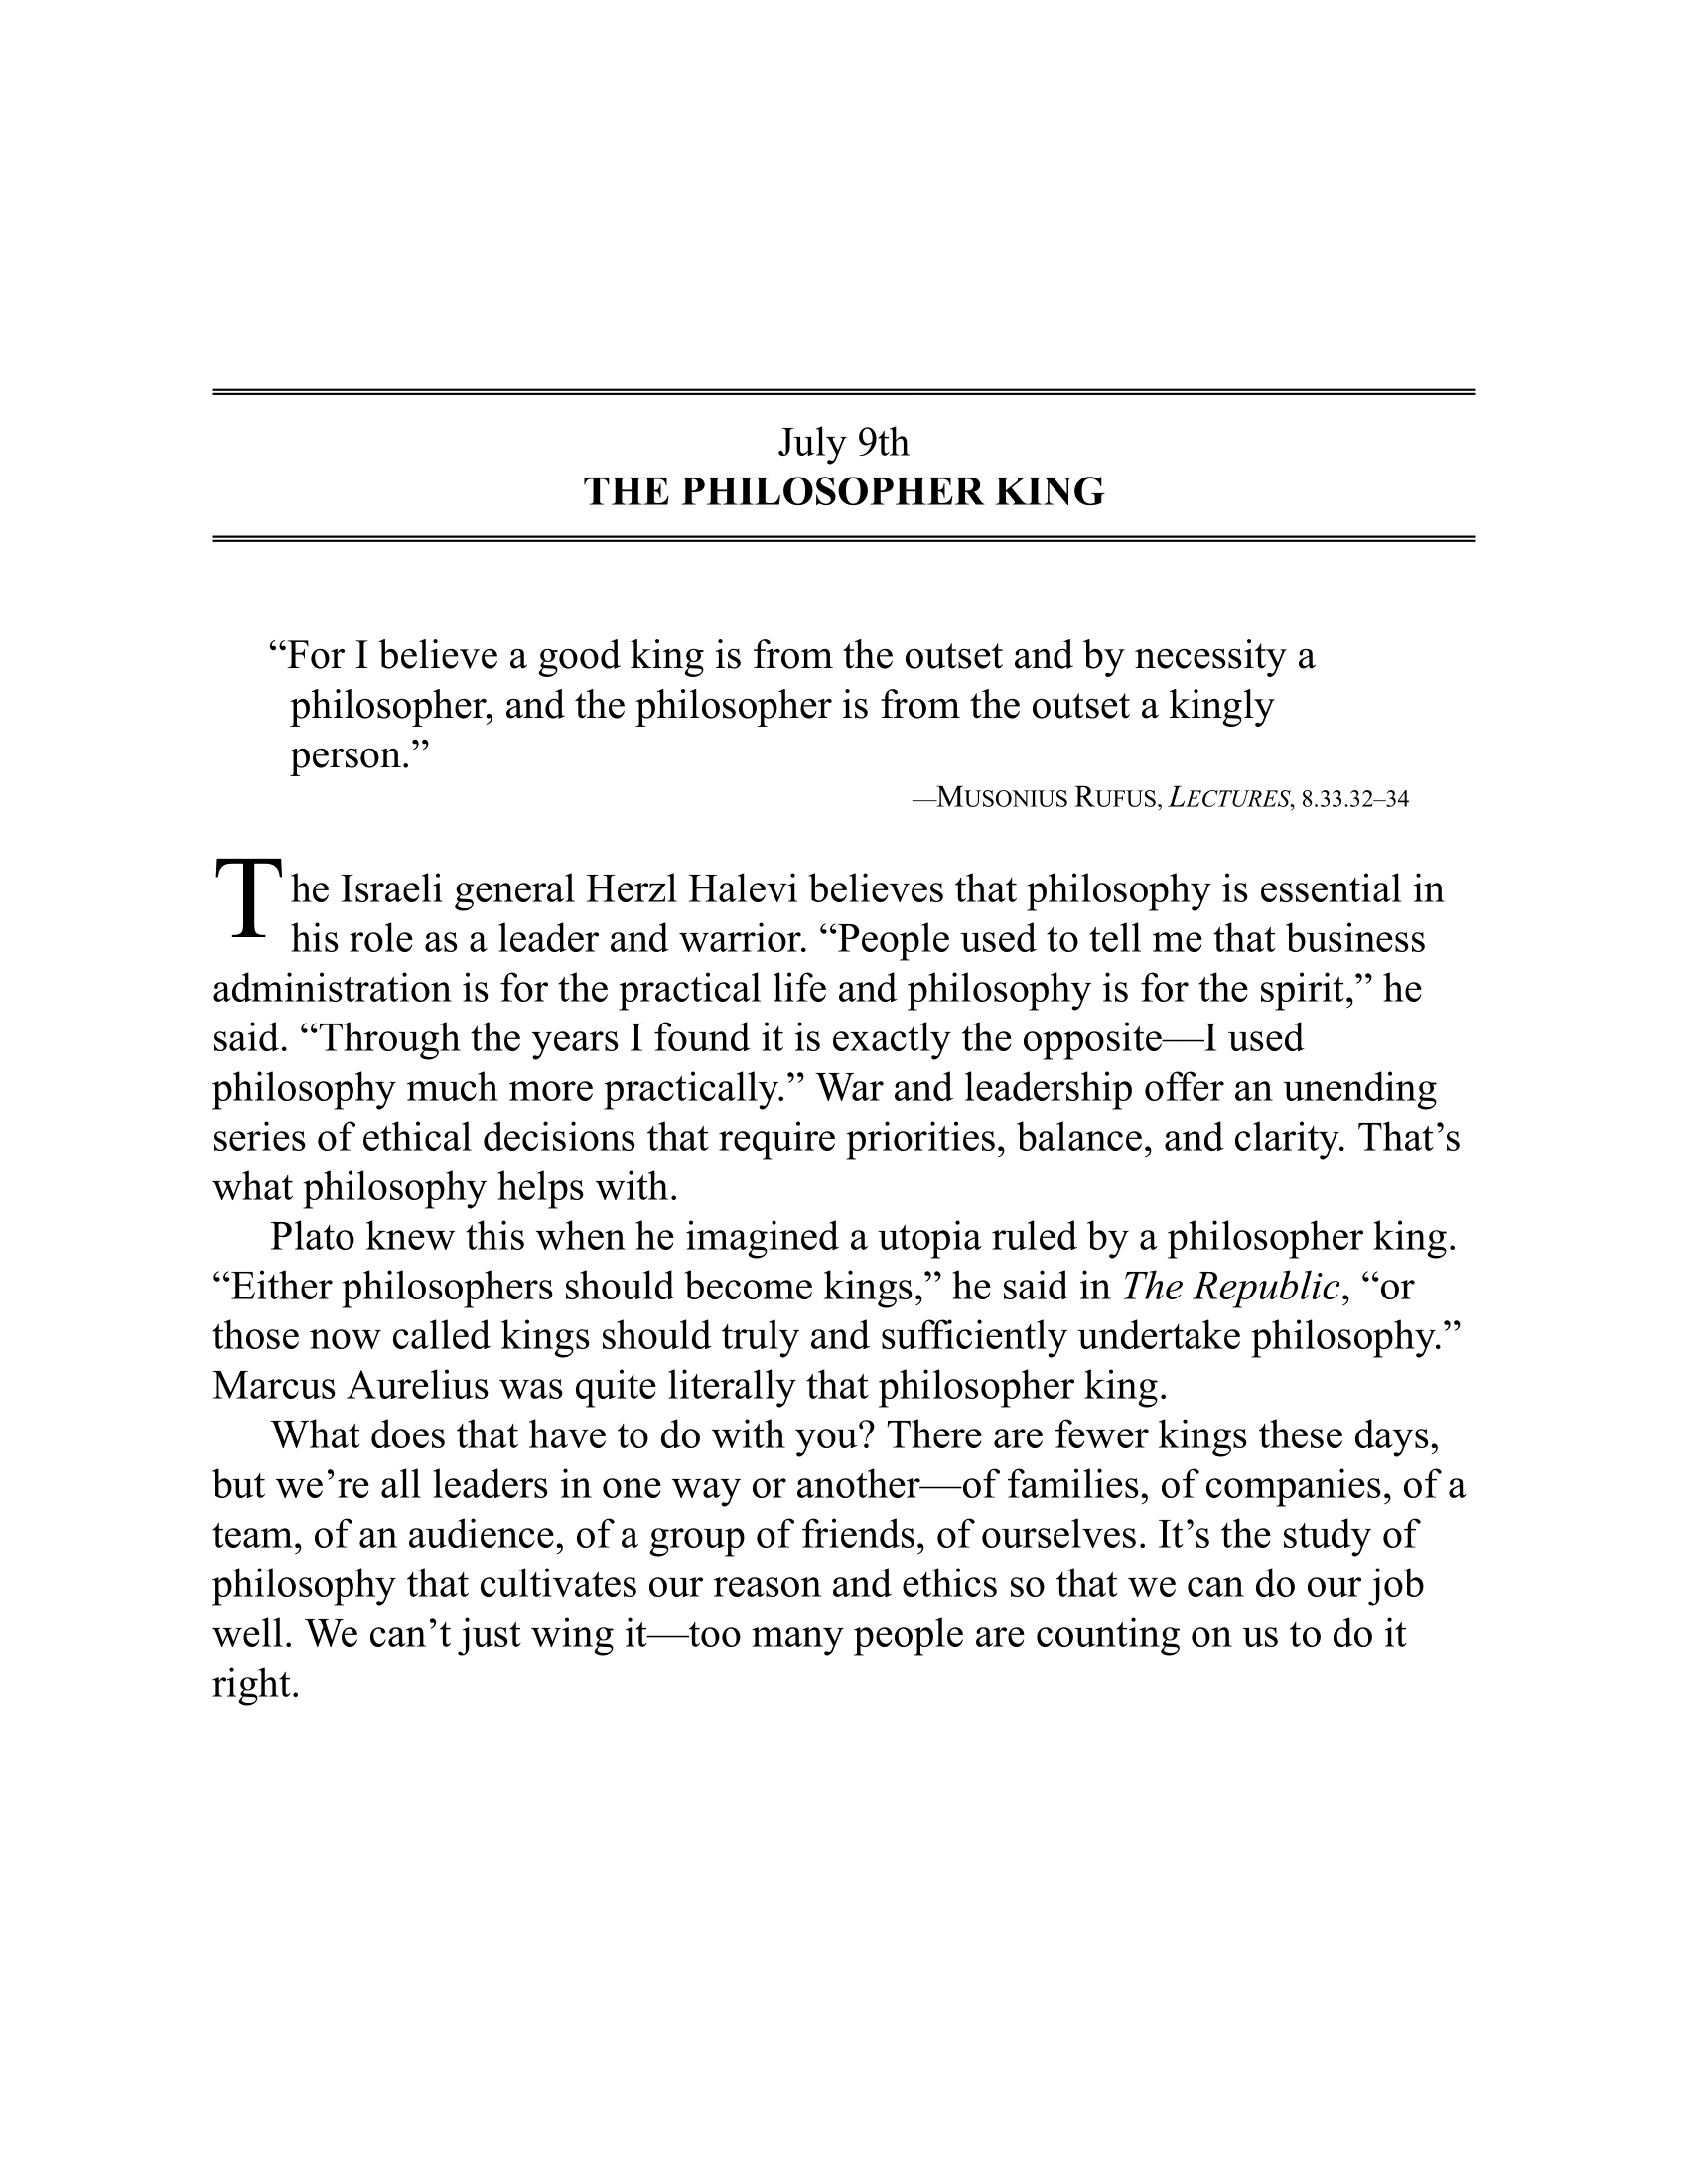 July 9th
THE PHILOSOPHER KING
“For I believe a good king is from the outset and by necessity a
philosopher, and the philosopher is from the outset a kingly
person.”
—MUSONIUS RUFUS, LECTURES, 8.33.32–34
The Israeli general Herzl Halevi believes that philosophy is essential in
his role as a leader and warrior. “People used to tell me that business
administration is for the practical life and philosophy is for the spirit,” he
said. “Through the years I found it is exactly the opposite—I used
philosophy much more practically.” War and leadership offer an unending
series of ethical decisions that require priorities, balance, and clarity. That’s
what philosophy helps with.
Plato knew this when he imagined a utopia ruled by a philosopher king.
“Either philosophers should become kings,” he said in The Republic, “or
those now called kings should truly and sufficiently undertake philosophy.”
Marcus Aurelius was quite literally that philosopher king.
What does that have to do with you? There are fewer kings these days,
but we’re all leaders in one way or another—of families, of companies, of a
team, of an audience, of a group of friends, of ourselves. It’s the study of
philosophy that cultivates our reason and ethics so that we can do our job
well. We can’t just wing it—too many people are counting on us to do it
right.